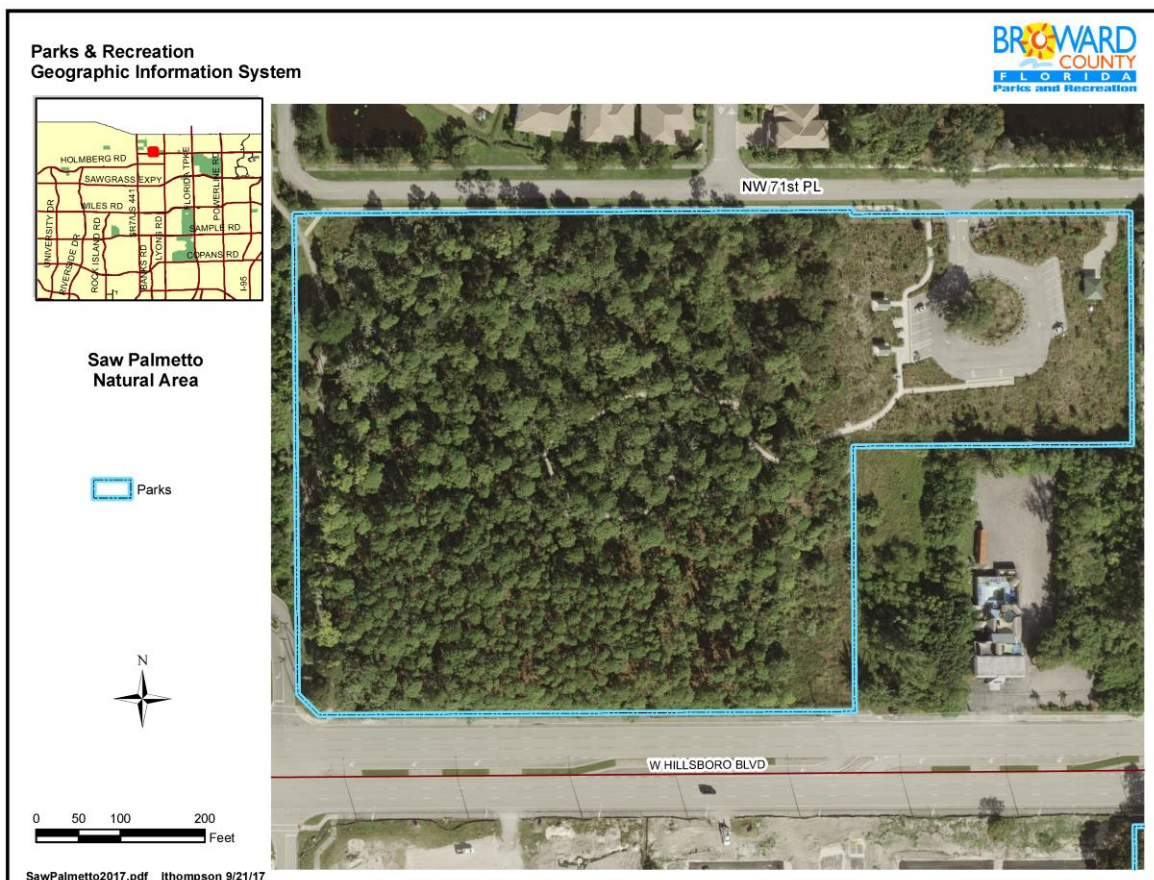 Parks & Recreation
Geographic Information System
BROWARD
COUNTY
FLORIDA
Parks and Recreation
HOLMBERG RD
SAWGRASS EXPY
WILES RD
SAMPLE RD
COPANS RD
UNIVERSITY DR
RIVERSIDE DR
ROCK ISLAND RD
SR7/US 441
BANKS RD
LYONS RD
FLORIDA TPKE
POWERLINE RD
I-95
NW 71st PL
Saw Palmetto
Natural Area
Parks
N
W HILLSBORO BLVD
0 50 100 200
Feet
SawPalmetto2017.pdf lthompson 9/21/17